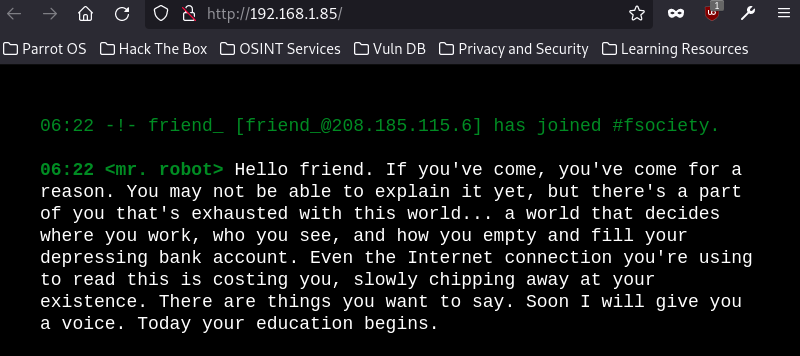 http://192.168.1.85/
1
Parrot OS Hack The Box OSINT Services Vuln DB Privacy and Security Learning Resources
06:22 -!- friend_ [friend_@208.185.115.6] has joined #fsociety.
06:22 <mr. robot> Hello friend. If you've come, you've come for a
reason. You may not be able to explain it yet, but there's a part
of you that's exhausted with this world... a world that decides
where you work, who you see, and how you empty and fill your
depressing bank account. Even the Internet connection you're using
to read this is costing you, slowly chipping away at your
existence. There are things you want to say. Soon I will give you
a voice. Today your education begins.